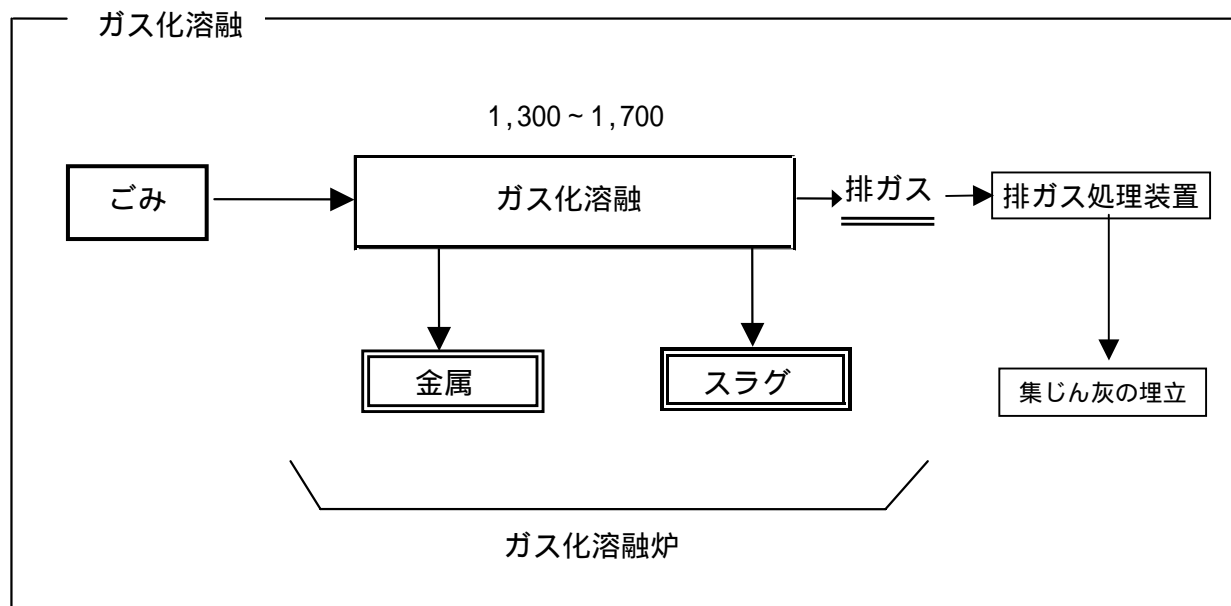 ガス化溶融
1,300 ~ 1,700
ごみ
ガス化溶融
排ガス
排ガス処理装置
金属
スラグ
集じん灰の埋立
ガス化溶融炉